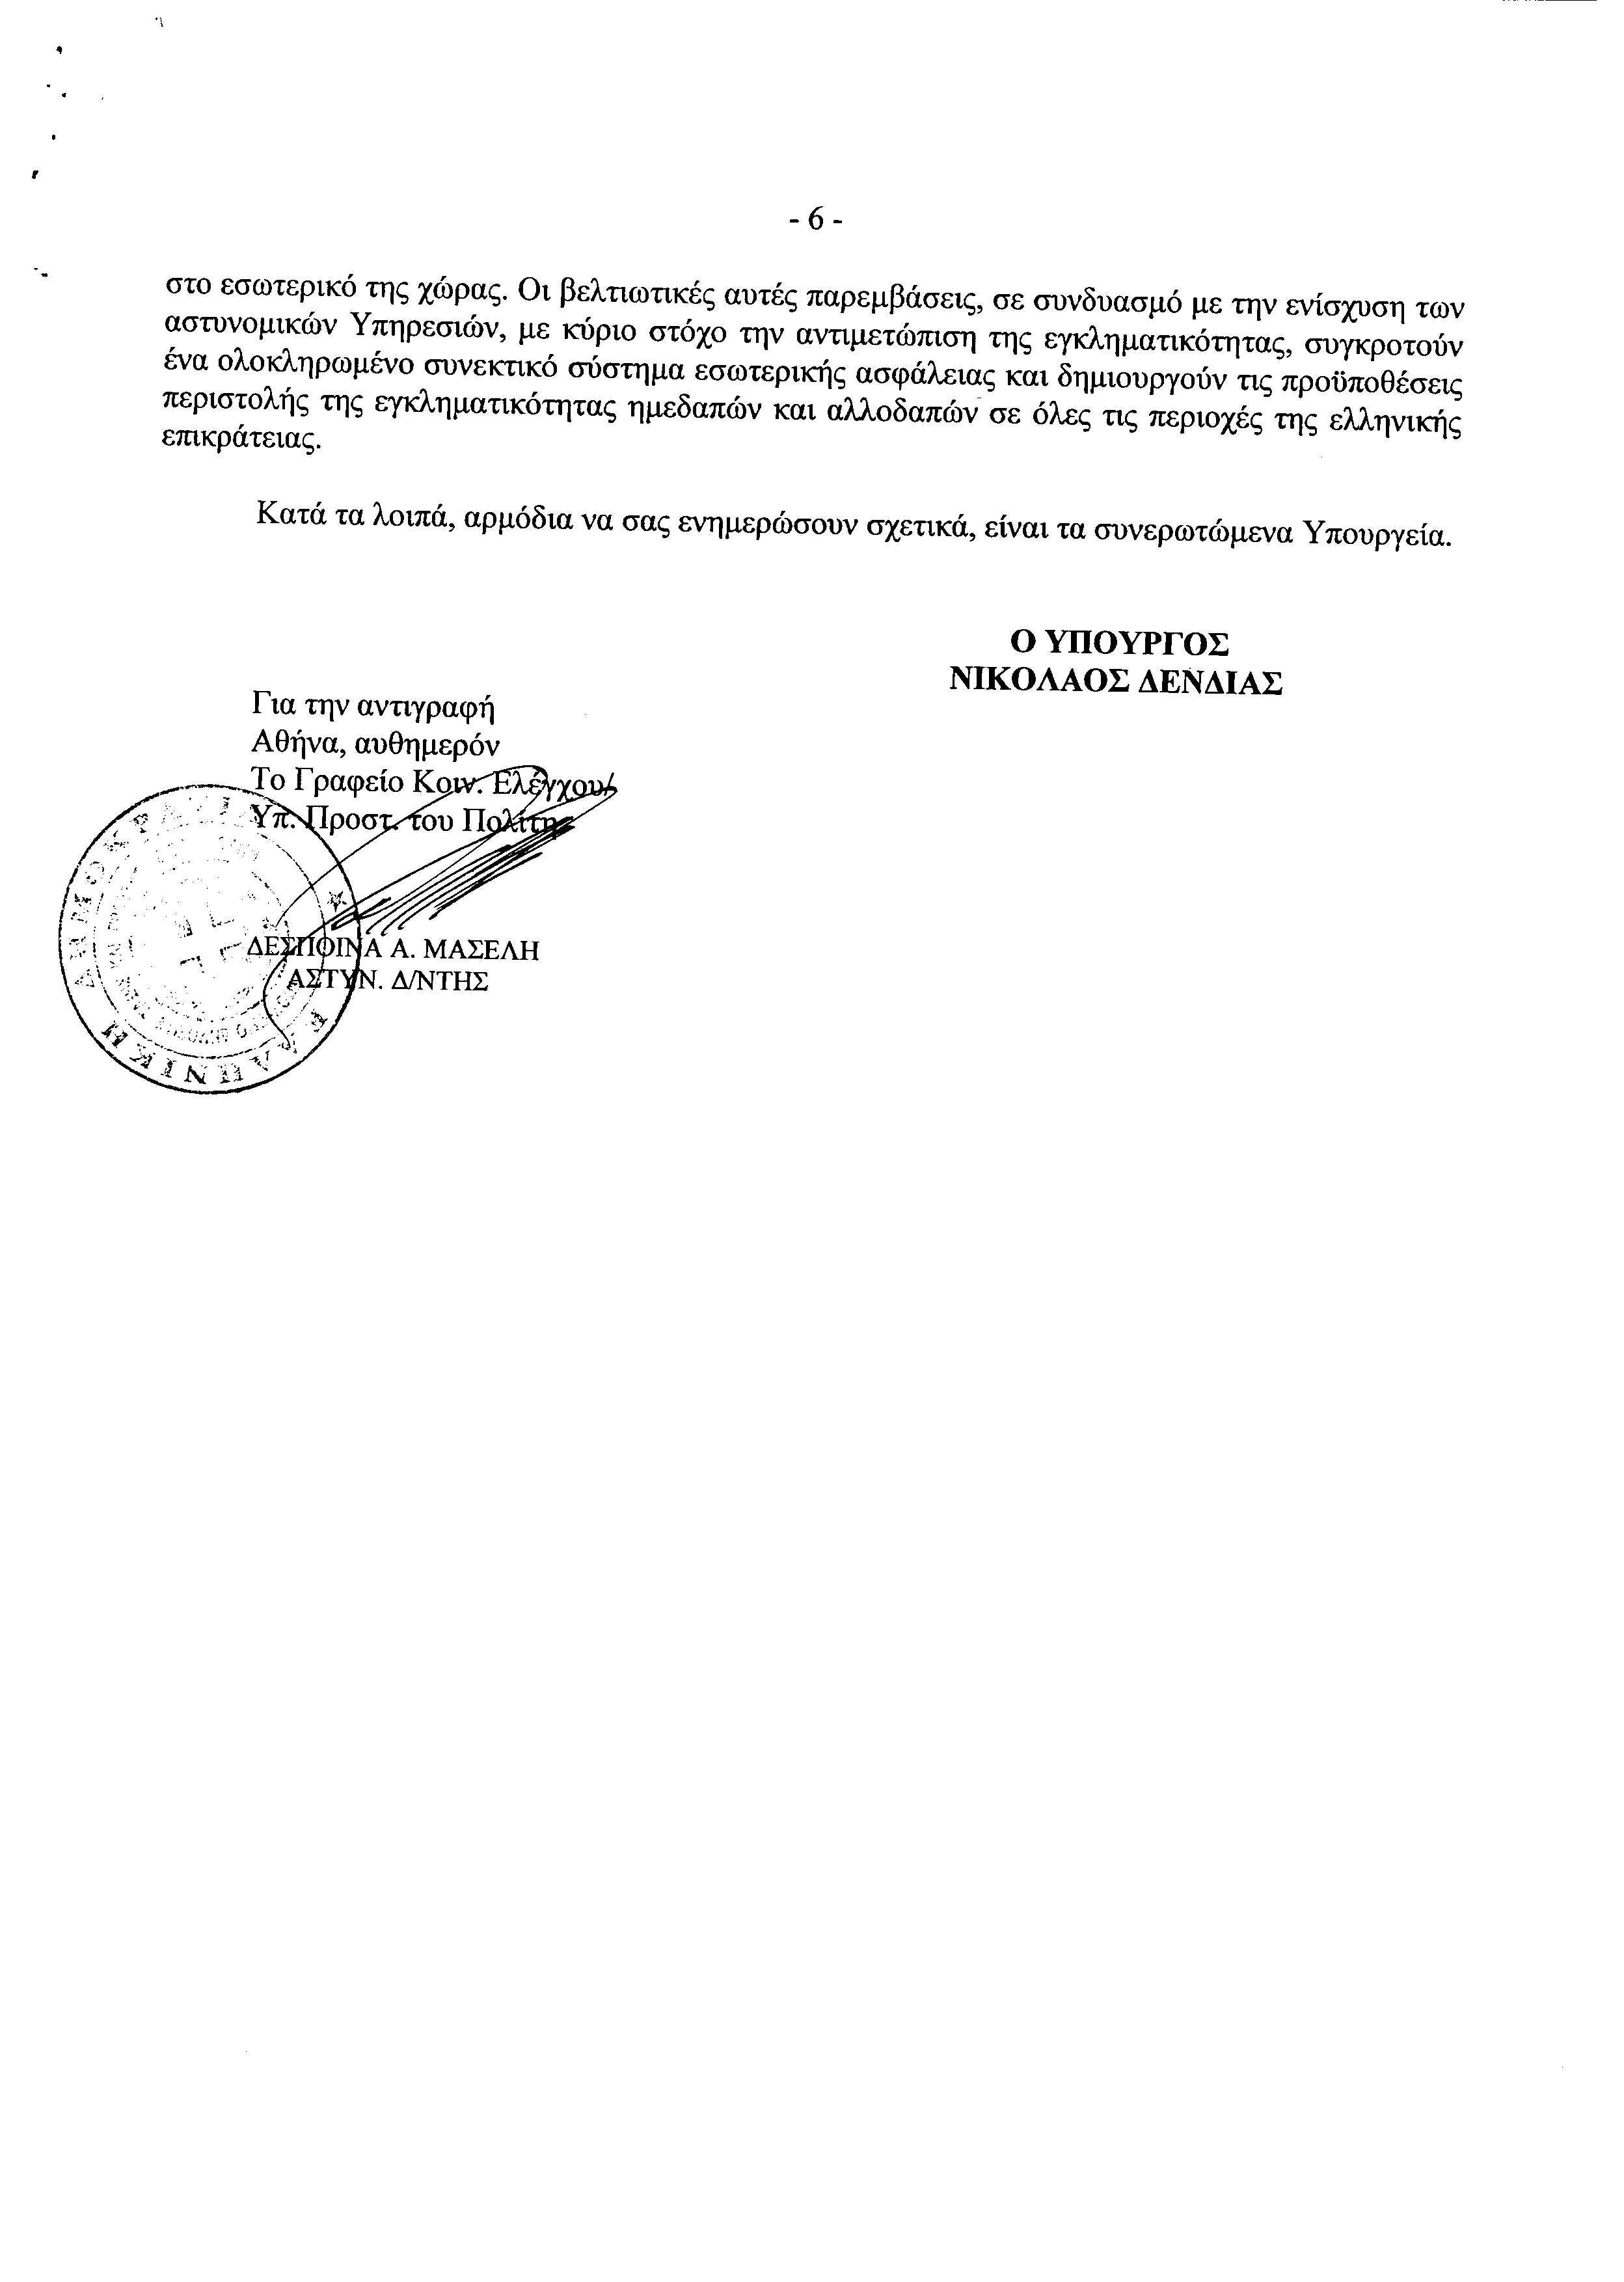 - 6 -
στο εσωτερικό της χώρας. Οι βελτιωτικές αυτές παρεμβάσεις, σε συνδυασμό με την ενίσχυση των
αστυνομικών Υπηρεσιών, με κύριο στόχο την αντιμετώπιση της εγκληματικότητας, συγκροτούν
ένα ολοκληρωμένο συνεκτικό σύστημα εσωτερικής ασφάλειας και δημιουργούν τις προϋποθέσεις
περιστολής της εγκληματικότητας ημεδαπών και αλλοδαπών σε όλες τις περιοχές της ελληνικής
επικράτειας.
Κατά τα λοιπά, αρμόδια να σας ενημερώσουν σχετικά, είναι τα συνερωτώμενα Υπουργεία.
Ο ΥΠΟΥΡΓΟΣ
ΝΙΚΟΛΑΟΣ ΔΕΝΔΙΑΣ
Για την αντιγραφή
Αθήνα, αυθημερόν
Το Γραφείο Κοιν. Ελέγχου
Υπ. Προστ. του Πολίτη
ΔΕΣΠΟΙΝΑ Α. ΜΑΣΕΛΗ
ΑΣΤΥΝ. Δ/ΝΤΗΣ
ΕΛΛΗΝΙΚΗ ΔΗΜΟΚΡΑΤΙΑ